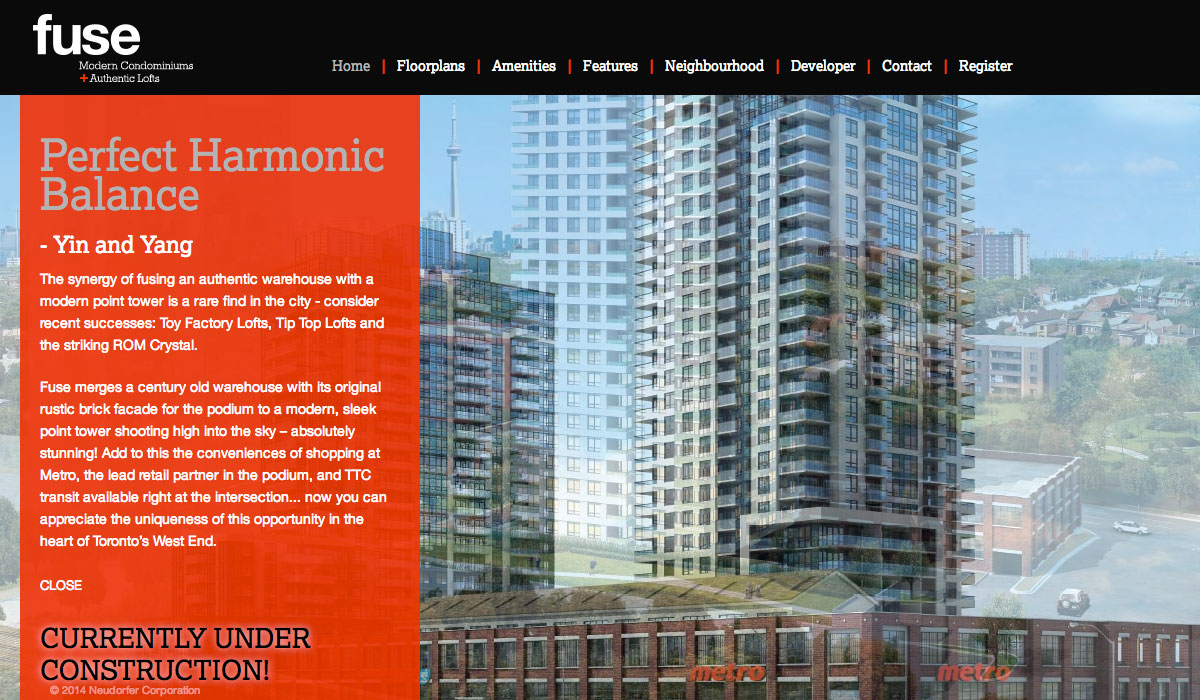 fuse
Modern Condominiums
+ Authentic Lofts
Home | Floorplans | Amenities | Features | Neighbourhood | Developer | Contact | Register
Perfect Harmonic
Balance
- Yin and Yang
The synergy of fusing an authentic warehouse with a
modern point tower is a rare find in the city - consider
recent successes: Toy Factory Lofts, Tip Top Lofts and
the striking ROM Crystal.
Fuse merges a century old warehouse with its original
rustic brick facade for the podium to a modern, sleek
point tower shooting high into the sky – absolutely
stunning! Add to this the conveniences of shopping at
Metro, the lead retail partner in the podium, and TTC
transit available right at the intersection... now you can
appreciate the uniqueness of this opportunity in the
heart of Toronto's West End.
CLOSE
CURRENTLY UNDER
CONSTRUCTION!
© 2014 Neudorfer Corporation
metro
metro